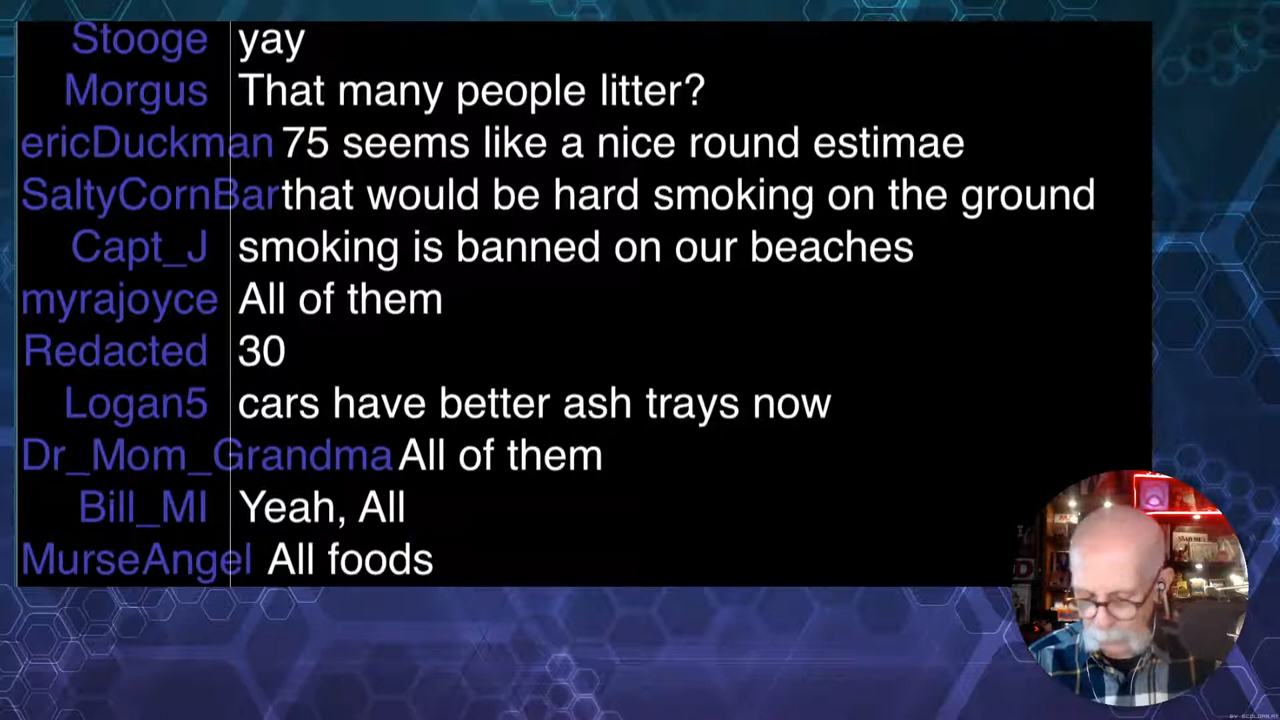 Stooge yay
Morgus That many people litter?
ericDuckman 75 seems like a nice round estimae
SaltyCornBar that would be hard smoking on the ground
Capt_J smoking is banned on our beaches
myrajoyce All of them
Redacted 30
Logan5 cars have better ash trays now
Dr_Mom_Grandma All of them
Bill_MI Yeah, All
MurseAngel All foods